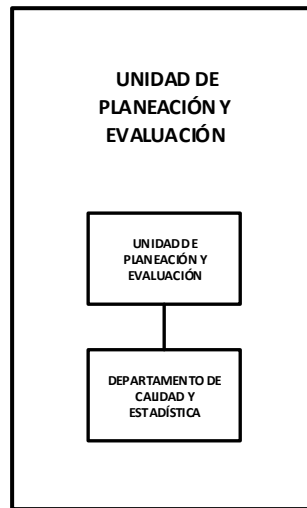 UNIDAD DE
PLANEACIÓN Y
EVALUACIÓN
UNIDAD DE
PLANEACIÓN Y
EVALUACIÓN
DEPARTAMENTO DE
CALIDAD Y
ESTADÍSTICA